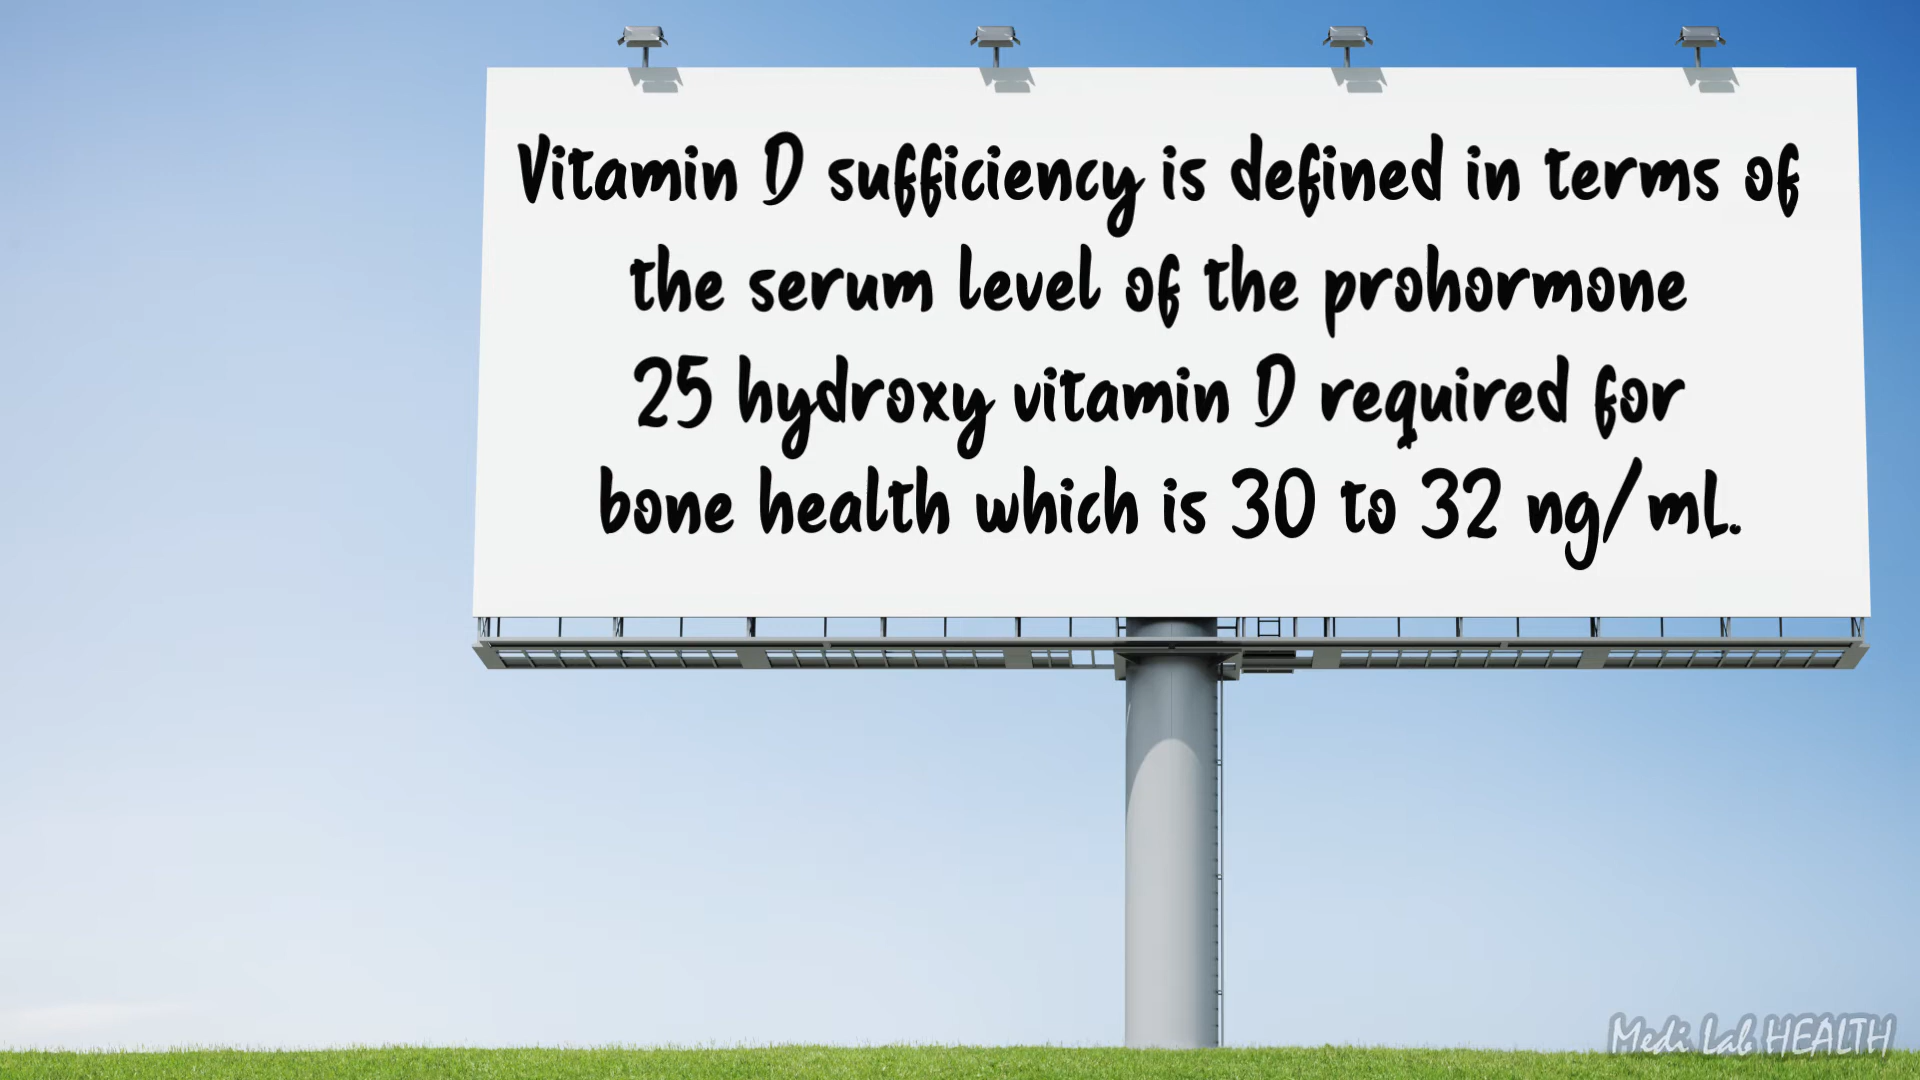 Vitamin D sufficiency is defined in terms of
the serum level of the prohormone
25 hydroxy vitamin D required for
bone health which is 30 to 32 ng/mL.
Medi Lab HEALTH